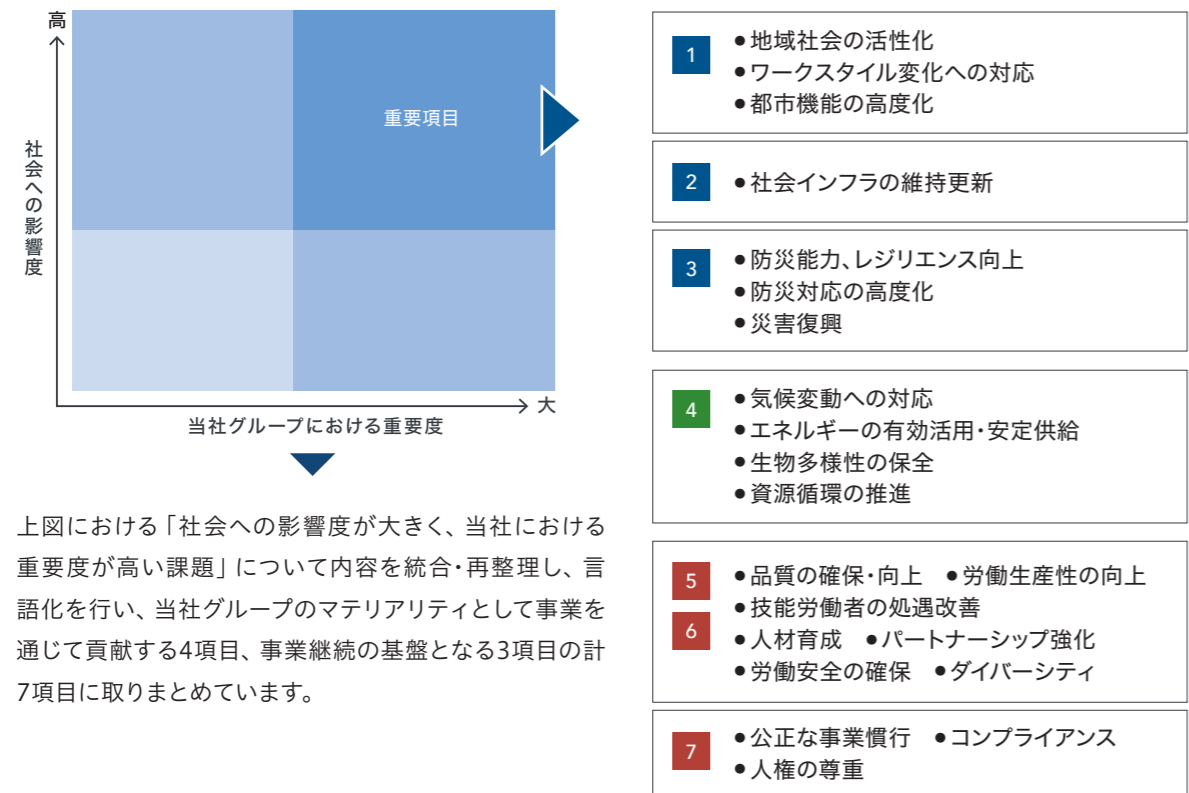 高
社会への影響度
重要項目
大
当社グループにおける重要度
上図における「社会への影響度が大きく、当社における
重要度が高い課題」について内容を統合・再整理し、言
語化を行い、当社グループのマテリアリティとして事業を
通じて貢献する4項目、事業継続の基盤となる3項目の計
7項目に取りまとめています。
1
●地域社会の活性化
●ワークスタイル変化への対応
●都市機能の高度化
2
●社会インフラの維持更新
3
●防災能力、レジリエンス向上
●防災対応の高度化
●災害復興
4
●気候変動への対応
●エネルギーの有効活用・安定供給
●生物多様性の保全
●資源循環の推進
5
6
●品質の確保・向上 ●労働生産性の向上
●技能労働者の処遇改善
●人材育成 ●パートナーシップ強化
●労働安全の確保 ●ダイバーシティ
7
●公正な事業慣行 ●コンプライアンス
●人権の尊重